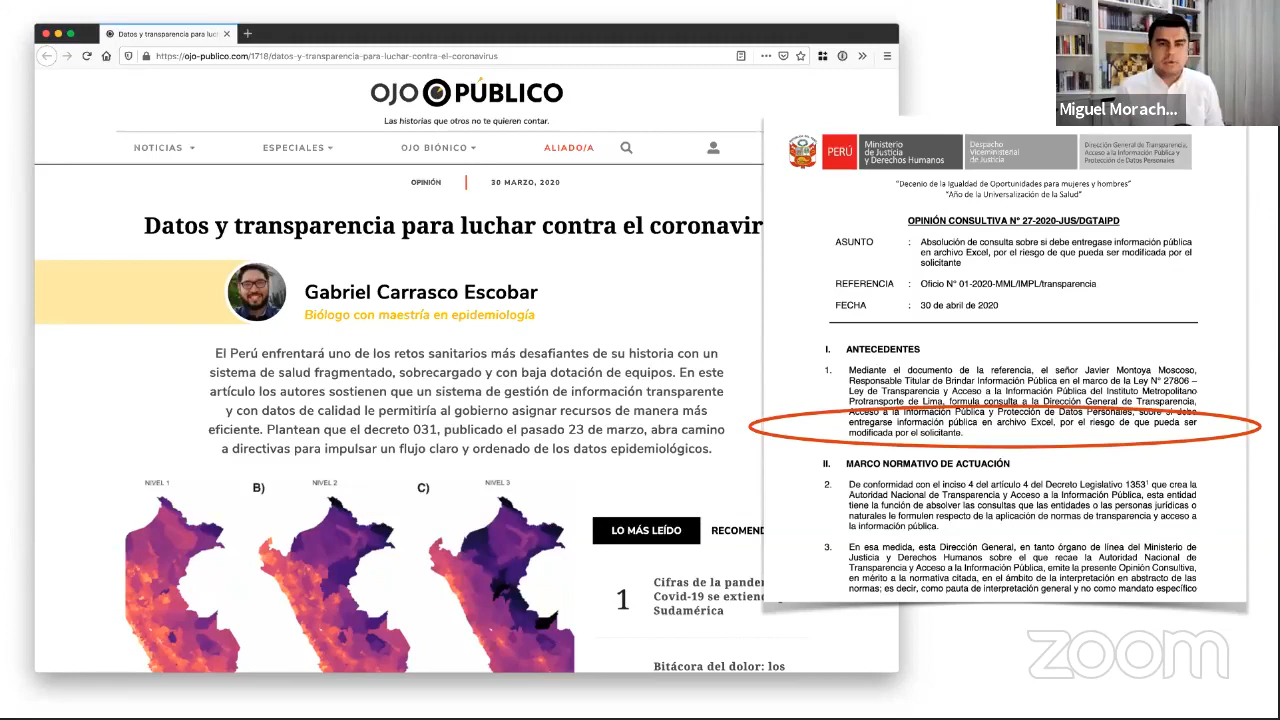 Datos y transparencia para luch
https://ojo-publico.com/1718/datos-y-transparencia-para-luchar-contra-el-coronavirus
OJO PÚBLICO
Las historias que otros no te quieren contar.
NOTICIAS
ESPECIALES
OJO BIÓNICO
ALIADO/A
OPINIÓN
30 MARZO, 2020
Datos y transparencia para luchar contra el coronavir
Gabriel Carrasco Escobar
Biólogo con maestría en epidemiología
El Perú enfrentará uno de los retos sanitarios más desafiantes de su historia con un
sistema de salud fragmentado, sobrecargado y con baja dotación de equipos. En este
artículo los autores sostienen que un sistema de gestión de información transparente
y con datos de calidad le permitiría al gobierno asignar recursos de manera más
eficiente. Plantean que el decreto 031, publicado el pasado 23 de marzo, abra camino
a directivas para impulsar un flujo claro y ordenado de los datos epidemiológicos.
NIVEL 1
B)
NIVEL 2
C)
NIVEL 3
LO MÁS LEÍDO
RECOMEND
1
Cifras de la pande
Covid-19 se extien
Sudamérica
Bitácora del dolor: los
Miguel Morach...
PERÚ
Ministerio
de Justicia
y Derechos Humanos
Despacho
Viceministerial
de Justicia
Dirección General de Transparencia,
Acceso a la Información Pública y
Protección de Datos Personales
"Decenio de la Igualdad de Oportunidades para mujeres y hombres"
"Año de la Universalización de la Salud"
OPINIÓN CONSULTIVA N° 27-2020-JUS/DGTAIPD
ASUNTO : Absolución de consulta sobre si debe entregase información pública
en archivo Excel, por el riesgo de que pueda ser modificada por el
solicitante
REFERENCIA : Oficio N° 01-2020-MML/IMPL/transparencia
FECHA : 30 de abril de 2020
I. ANTECEDENTES
1. Mediante el documento de la referencia, el señor Javier Montoya Moscoso,
Responsable Titular de Brindar Información Pública en el marco de la Ley N° 27806 –
Ley de Transparencia y Acceso a la Información Pública del Instituto Metropolitano
Protransporte de Lima, formula consulta a la Dirección General de Transparencia,
Acceso a la Información Pública y Protección de Datos Personales, sobre si debe
entregarse información pública en archivo Excel, por el riesgo de que pueda ser
modificada por el solicitante.
II. MARCO NORMATIVO DE ACTUACIÓN
2. De conformidad con el inciso 4 del artículo 4 del Decreto Legislativo 1353¹ que crea la
Autoridad Nacional de Transparencia y Acceso a la Información Pública, esta entidad
tiene la función de absolver las consultas que las entidades o las personas jurídicas o
naturales le formulen respecto de la aplicación de normas de transparencia y acceso a
la información pública.
3. En esa medida, esta Dirección General, en tanto órgano de línea del Ministerio de
Justicia y Derechos Humanos sobre el que recae la Autoridad Nacional de
Transparencia y Acceso a la Información Pública, emite la presente Opinión Consultiva,
en mérito a la normativa citada, en el ámbito de la interpretación en abstracto de las
normas; es decir, como pauta de interpretación general y no como mandato específico
zoom